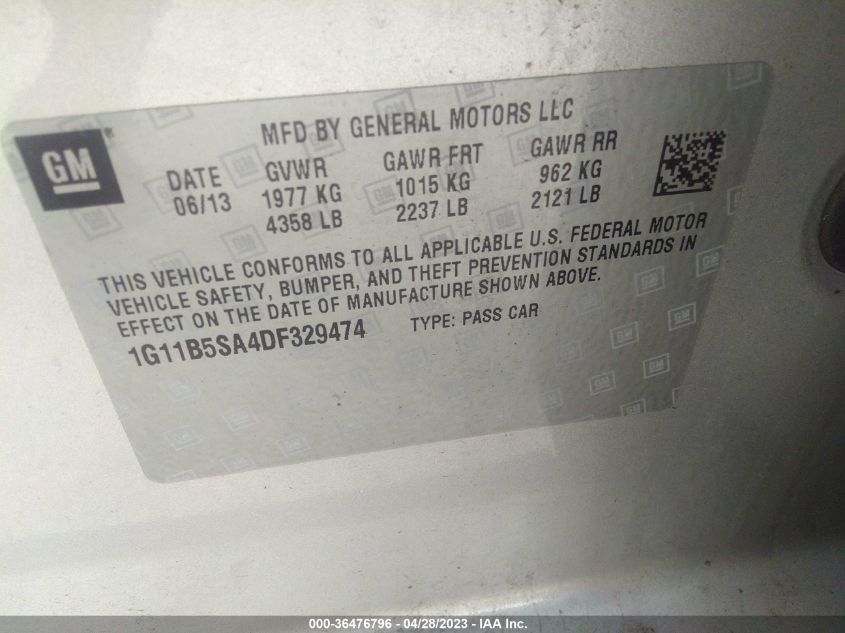 GM
MFD BY GENERAL MOTORS LLC
DATE GVWR GAWR FRT GAWR RR
06/13 1977 KG 1015 KG 962 KG
4358 LB 2237 LB 2121 LB
THIS VEHICLE CONFORMS TO ALL APPLICABLE U.S. FEDERAL MOTOR
VEHICLE SAFETY, BUMPER, AND THEFT PREVENTION STANDARDS IN
EFFECT ON THE DATE OF MANUFACTURE SHOWN ABOVE.
1G11B5SA4DF329474 TYPE: PASS CAR
000-36476796 - 04/28/2023 - IAA Inc.